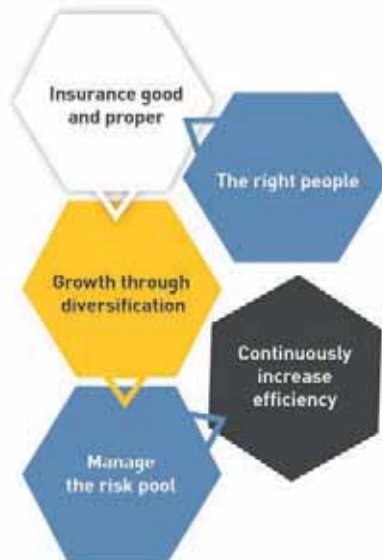 Insurance good
and proper
The right people
Growth through
diversification
Continuously
increase
efficiency
Manage
the risk pool